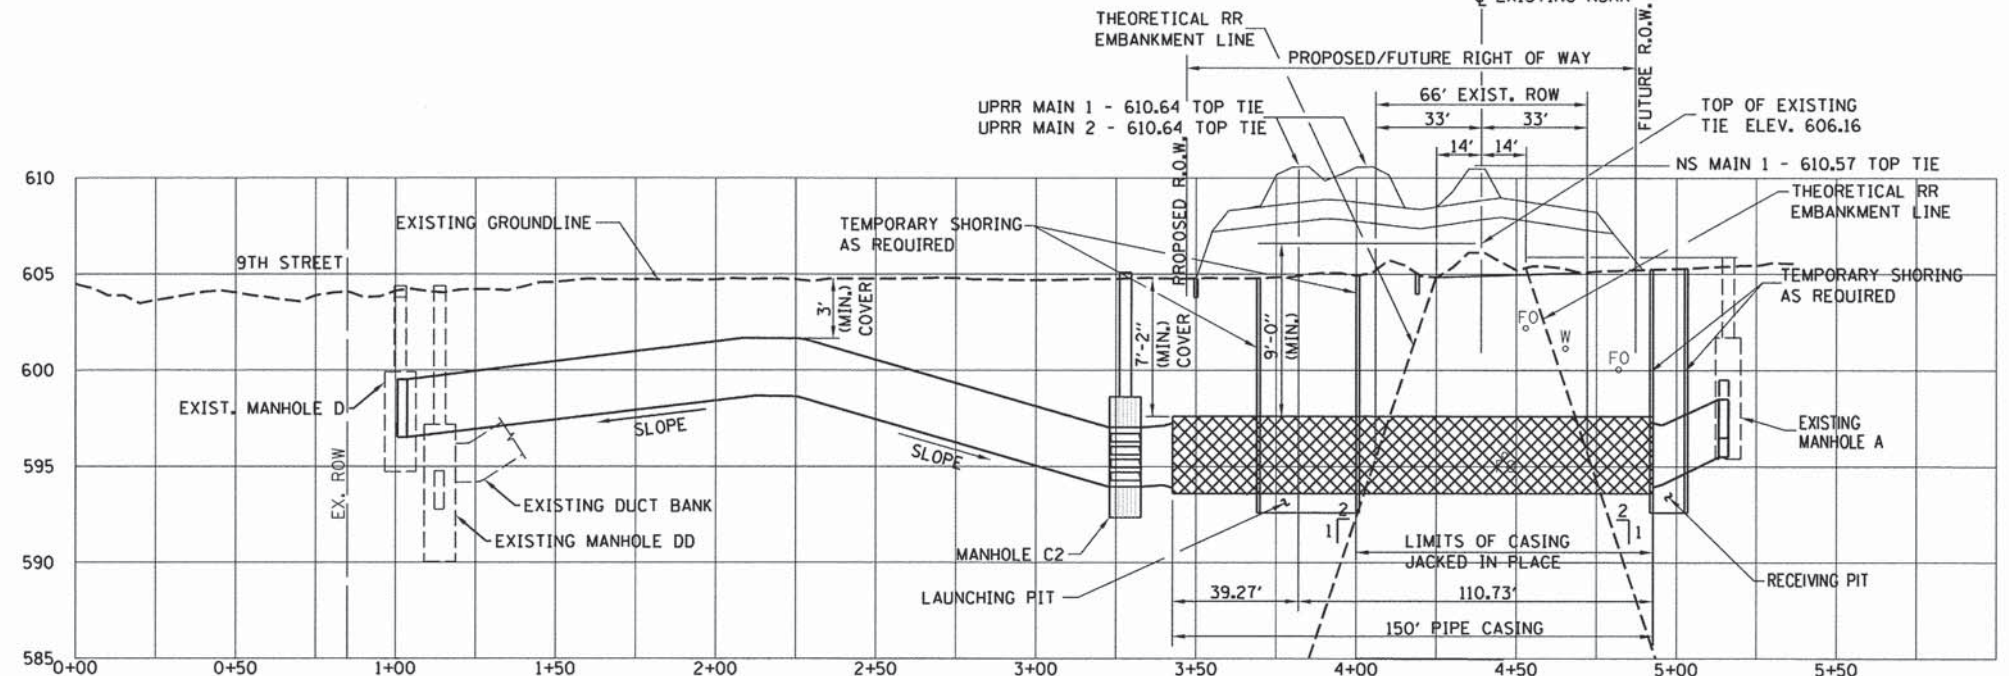 ℄ EXISTING NSRR
THEORETICAL RR
EMBANKMENT LINE
PROPOSED/FUTURE RIGHT OF WAY
FUTURE R.O.W.
66' EXIST. ROW
33' 33'
14' 14'
UPRR MAIN 1 - 610.64 TOP TIE
UPRR MAIN 2 - 610.64 TOP TIE
TOP OF EXISTING
TIE ELEV. 606.16
NS MAIN 1 - 610.57 TOP TIE
THEORETICAL RR
EMBANKMENT LINE
PROPOSED R.O.W.
610
EXISTING GROUNDLINE
TEMPORARY SHORING
AS REQUIRED
9TH STREET
605
3'
(MIN.)
COVER
7'-2"
(MIN.)
COVER
9'-0"
(MIN.)
TEMPORARY SHORING
AS REQUIRED
FO
W
FO
600
EXIST. MANHOLE D
SLOPE
SLOPE
EXISTING
MANHOLE A
595
FO
EX. ROW
EXISTING DUCT BANK
EXISTING MANHOLE DD
MANHOLE C2
2
1
2
1
LIMITS OF CASING
JACKED IN PLACE
590
LAUNCHING PIT
RECEIVING PIT
39.27' 110.73'
150' PIPE CASING
585
0+00 0+50 1+00 1+50 2+00 2+50 3+00 3+50 4+00 4+50 5+00 5+50